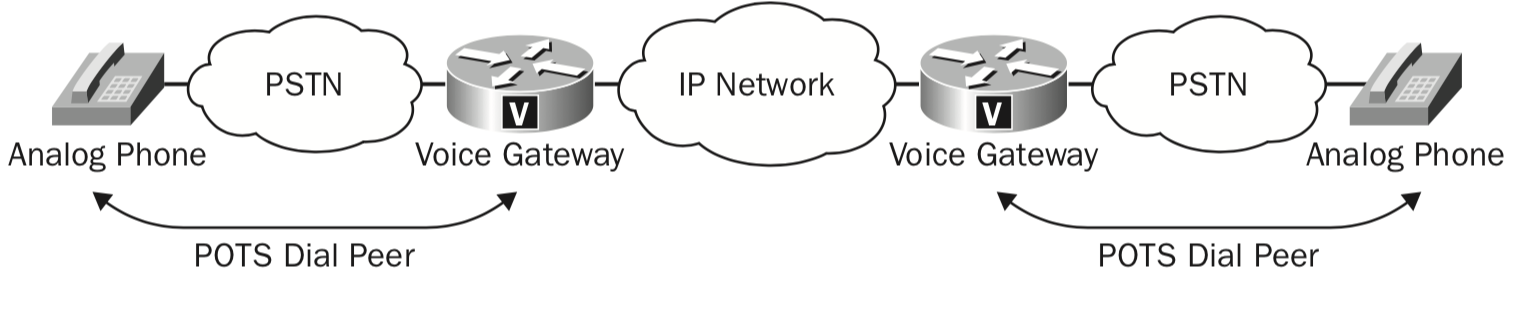 PSTN
IP Network
PSTN
V
V
Analog Phone
Voice Gateway
Voice Gateway
Analog Phone
POTS Dial Peer
POTS Dial Peer